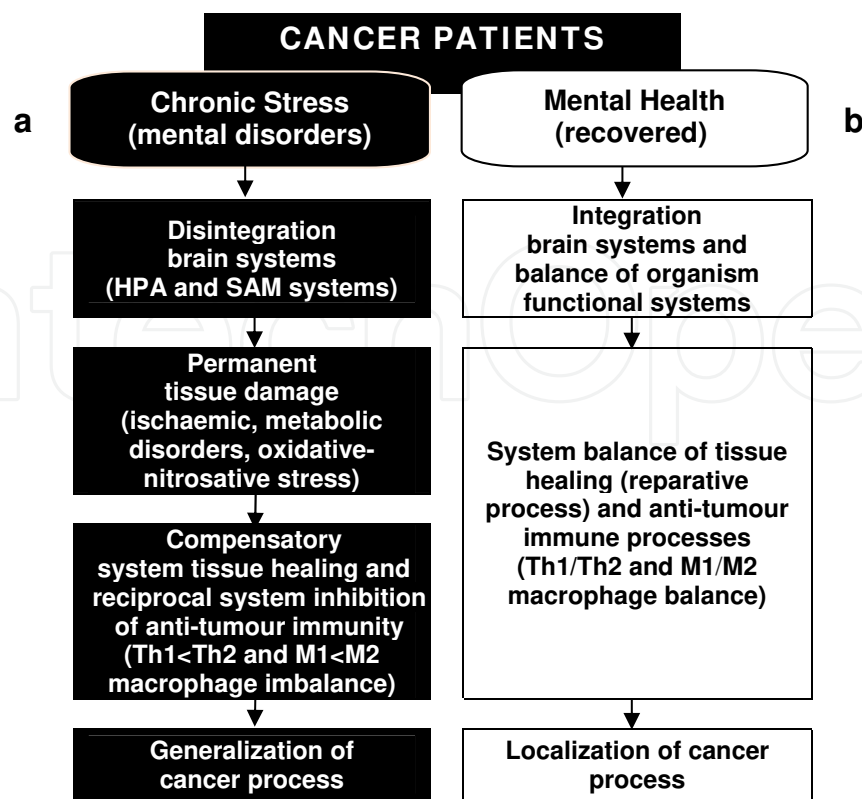 CANCER PATIENTS
a
Chronic Stress
(mental disorders)
Disintegration
brain systems
(HPA and SAM systems)
Permanent
tissue damage
(ischaemic, metabolic
disorders, oxidative-
nitrosative stress)
Compensatory
system tissue healing and
reciprocal system inhibition
of anti-tumour immunity
(Th1<Th2 and M1<M2
macrophage imbalance)
Generalization of
cancer process
b
Mental Health
(recovered)
Integration
brain systems and
balance of organism
functional systems
System balance of tissue
healing (reparative
process) and anti-tumour
immune processes
(Th1/Th2 and M1/M2
macrophage balance)
Localization of cancer
process
ntechOpe